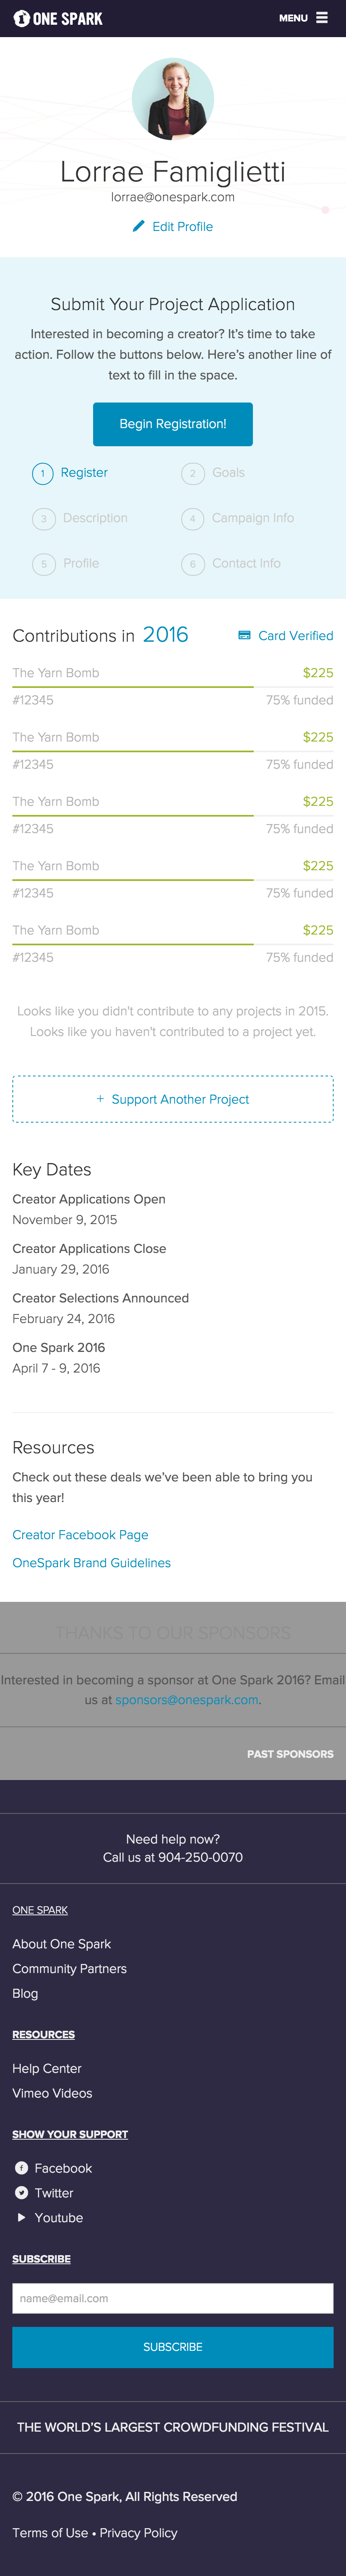 ONE SPARK
MENU
Lorrae Famiglietti
lorrae@onespark.com
Edit Profile
Submit Your Project Application
Interested in becoming a creator? It's time to take
action. Follow the buttons below. Here's another line of
text to fill in the space.
Begin Registration!
1 Register
2 Goals
3 Description
4 Campaign Info
5 Profile
6 Contact Info
Contributions in 2016
Card Verified
The Yarn Bomb $225
#12345 75% funded
The Yarn Bomb $225
#12345 75% funded
The Yarn Bomb $225
#12345 75% funded
The Yarn Bomb $225
#12345 75% funded
The Yarn Bomb $225
#12345 75% funded
Looks like you didn't contribute to any projects in 2015.
Looks like you haven't contributed to a project yet.
+ Support Another Project
Key Dates
Creator Applications Open
November 9, 2015
Creator Applications Close
January 29, 2016
Creator Selections Announced
February 24, 2016
One Spark 2016
April 7 - 9, 2016
Resources
Check out these deals we've been able to bring you
this year!
Creator Facebook Page
OneSpark Brand Guidelines
THANKS TO OUR SPONSORS
Interested in becoming a sponsor at One Spark 2016? Email
us at sponsors@onespark.com.
PAST SPONSORS
Need help now?
Call us at 904-250-0070
ONE SPARK
About One Spark
Community Partners
Blog
RESOURCES
Help Center
Vimeo Videos
SHOW YOUR SUPPORT
Facebook
Twitter
Youtube
SUBSCRIBE
name@email.com
SUBSCRIBE
THE WORLD'S LARGEST CROWDFUNDING FESTIVAL
© 2016 One Spark, All Rights Reserved
Terms of Use • Privacy Policy